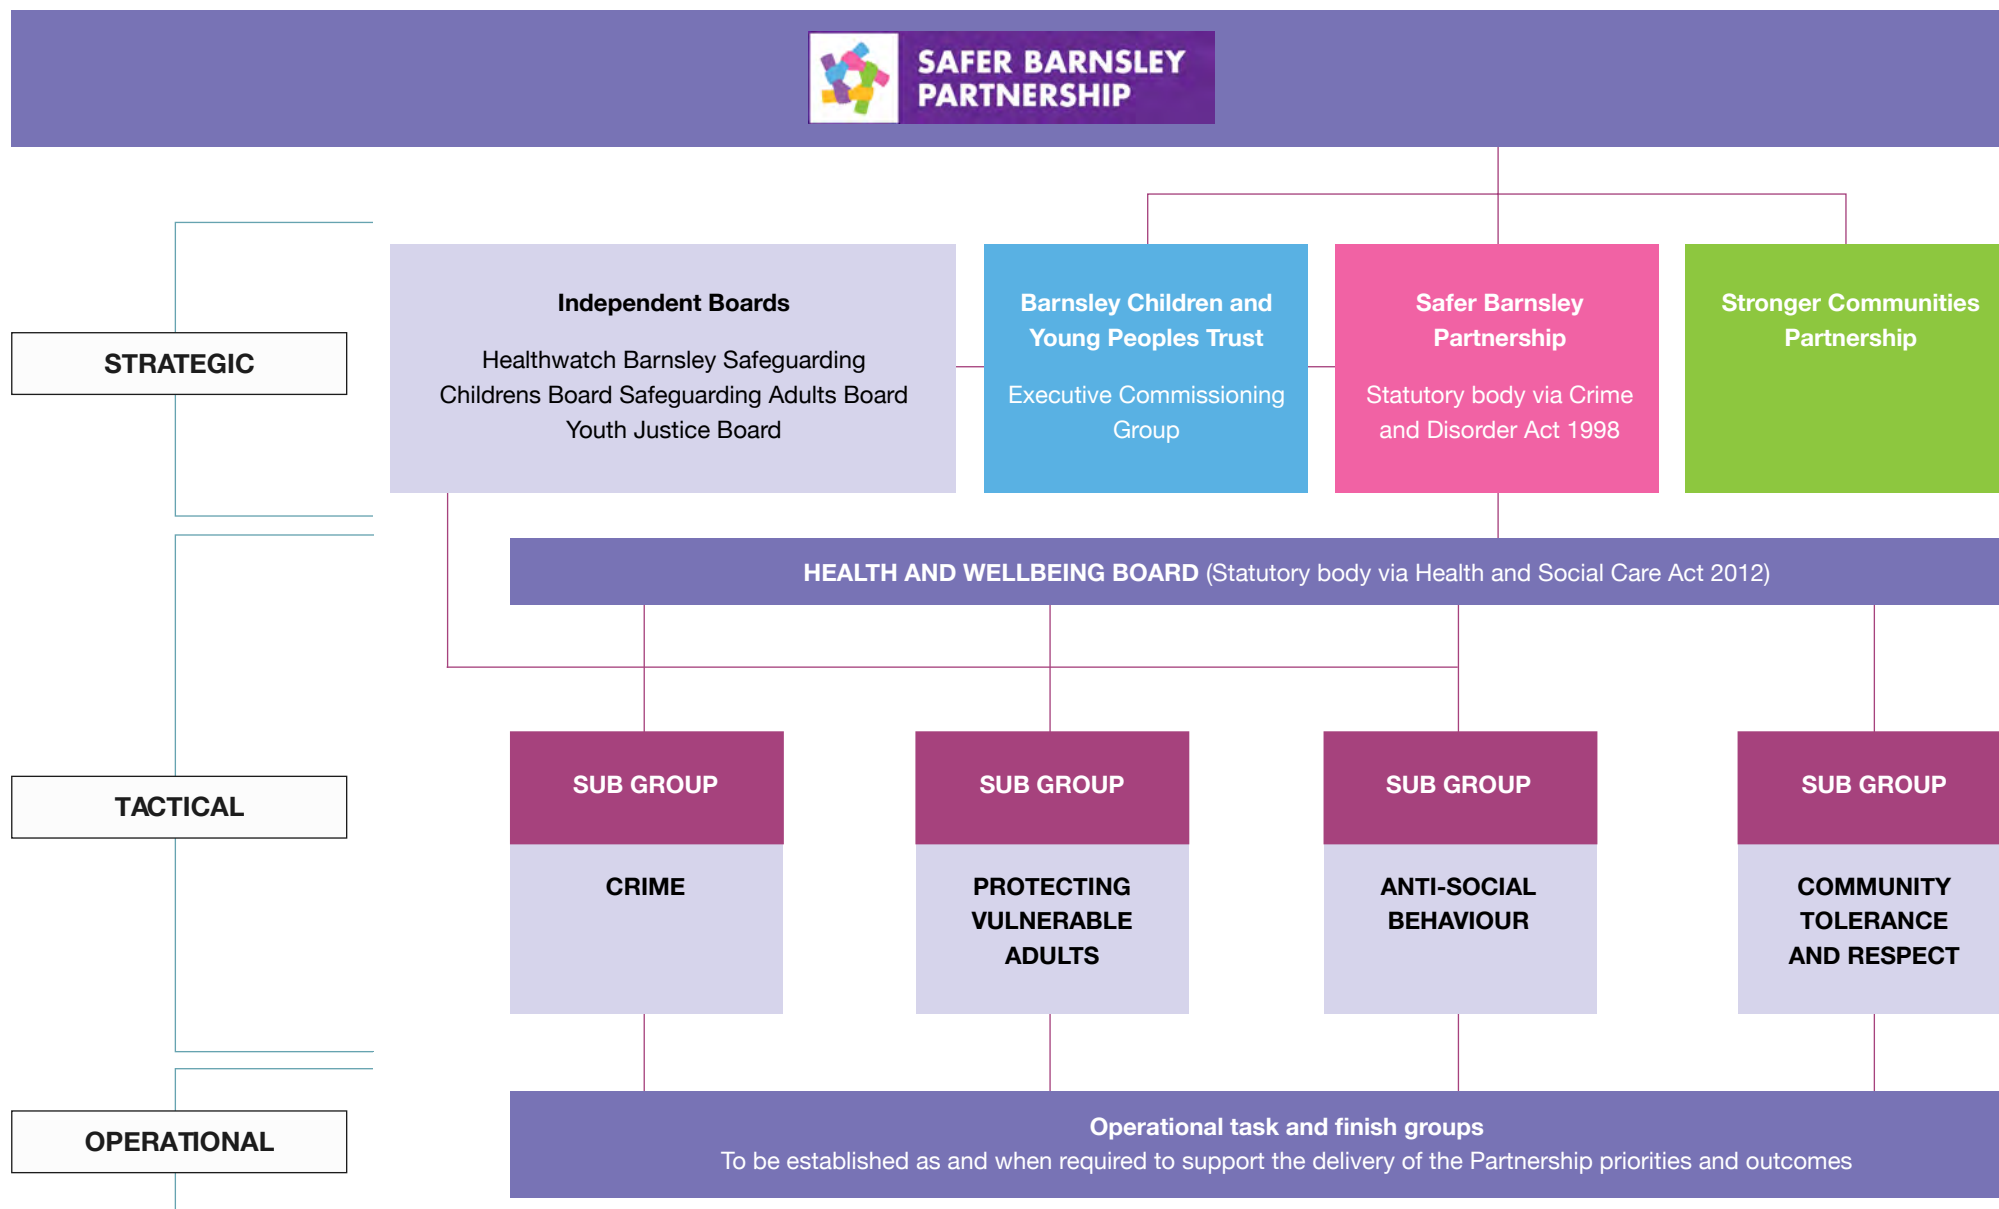 SAFER BARNSLEY
PARTNERSHIP
STRATEGIC
Independent Boards
Healthwatch Barnsley Safeguarding
Childrens Board Safeguarding Adults Board
Youth Justice Board
Barnsley Children and
Young Peoples Trust
Executive Commissioning
Group
Safer Barnsley
Partnership
Statutory body via Crime
and Disorder Act 1998
Stronger Communities
Partnership
HEALTH AND WELLBEING BOARD (Statutory body via Health and Social Care Act 2012)
TACTICAL
SUB GROUP
CRIME
SUB GROUP
PROTECTING
VULNERABLE
ADULTS
SUB GROUP
ANTI-SOCIAL
BEHAVIOUR
SUB GROUP
COMMUNITY
TOLERANCE
AND RESPECT
OPERATIONAL
Operational task and finish groups
To be established as and when required to support the delivery of the Partnership priorities and outcomes